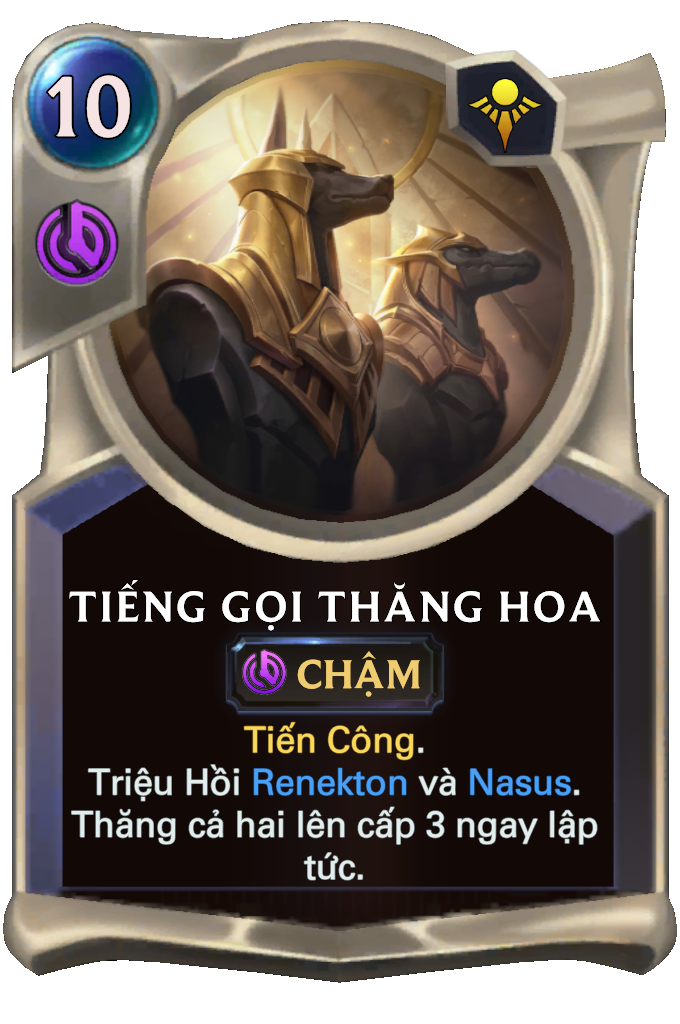 10
TIẾNG GỌI THĂNG HOA
CHẬM
Tiến Công.
Triệu Hồi Renekton và Nasus.
Thăng cả hai lên cấp 3 ngay lập
tức.